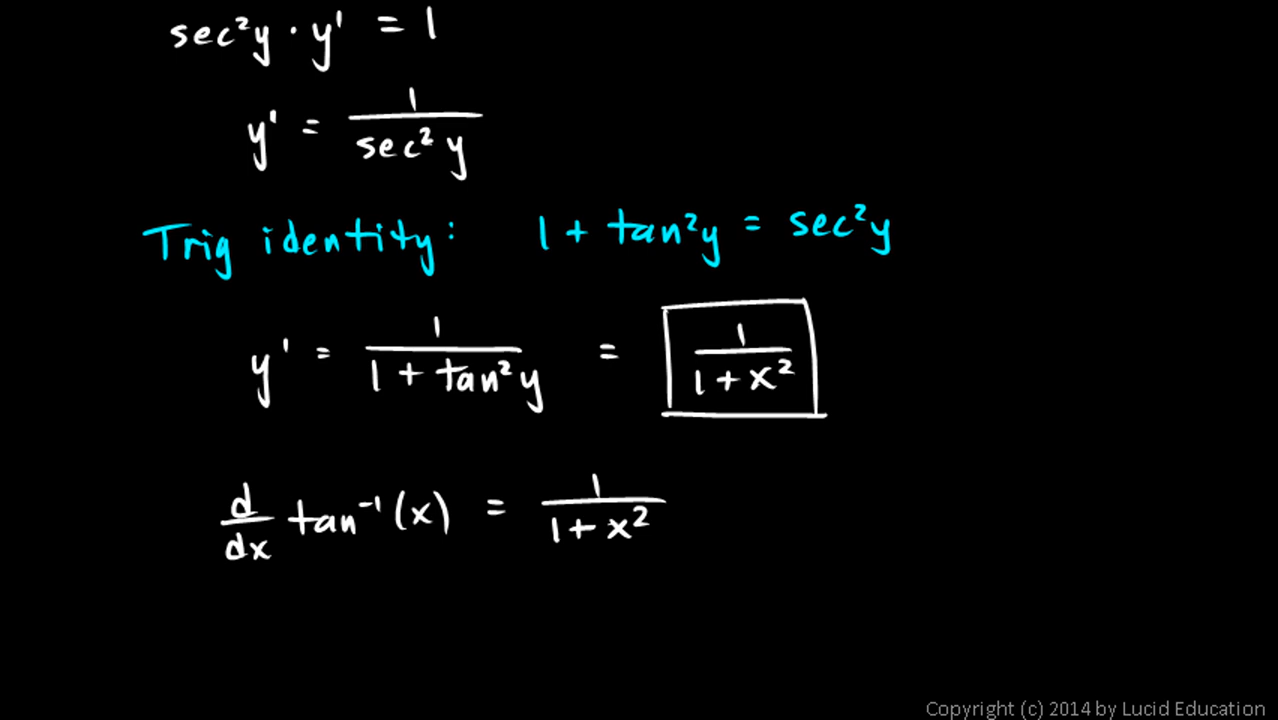 sec²y · y' = 1
y' = 1/sec² y
Trig identity: 1 + tan²y = sec²y
y' = 1/(1 + tan²y) = 1/(1 + x²)
d/dx tan⁻¹(x) = 1/(1 + x²)
Copyright (c) 2014 by Lucid Education